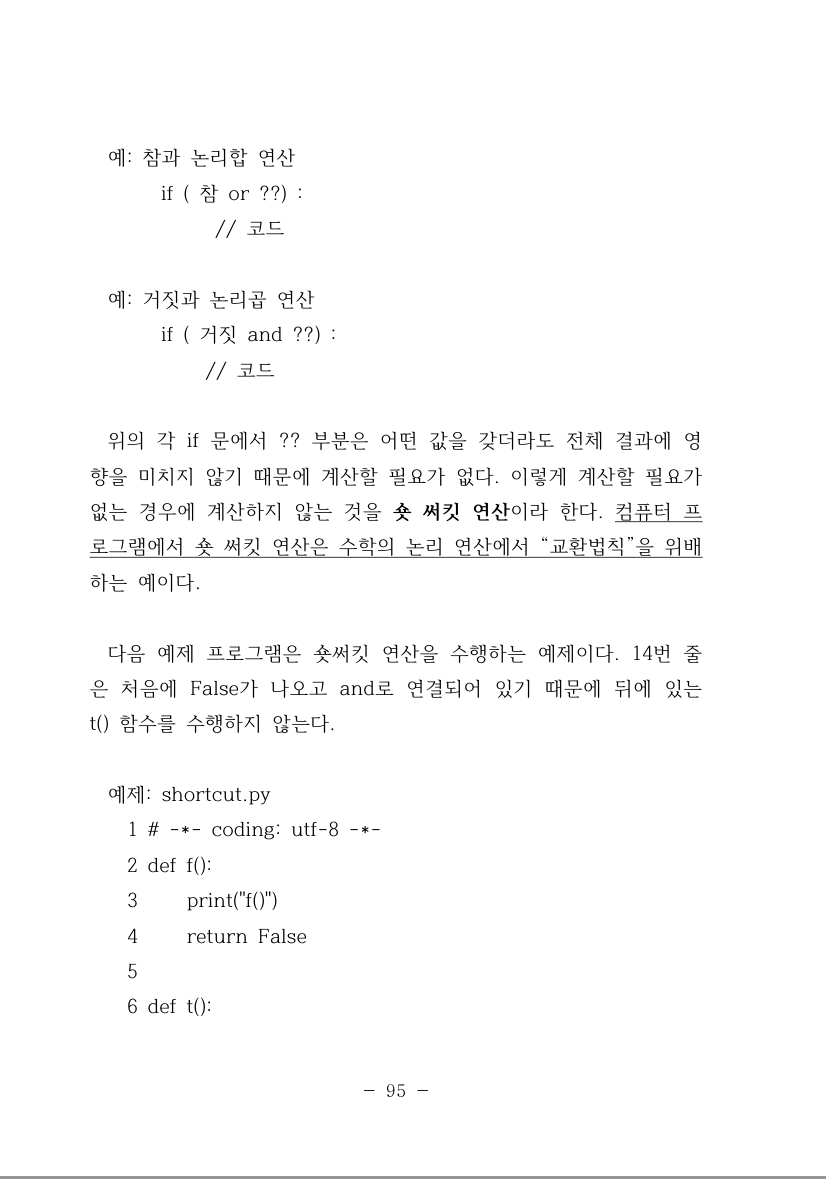 예: 참과 논리합 연산
if ( 참 or ??) :
// 코드
예: 거짓과 논리곱 연산
if ( 거짓 and ??) :
// 코드
위의 각 if 문에서 ?? 부분은 어떤 값을 갖더라도 전체 결과에 영
향을 미치지 않기 때문에 계산할 필요가 없다. 이렇게 계산할 필요가
없는 경우에 계산하지 않는 것을 숏 써킷 연산이라 한다. 컴퓨터 프
로그램에서 숏 써킷 연산은 수학의 논리 연산에서 “교환법칙”을 위배
하는 예이다.
다음 예제 프로그램은 숏써킷 연산을 수행하는 예제이다. 14번 줄
은 처음에 False가 나오고 and로 연결되어 있기 때문에 뒤에 있는
t() 함수를 수행하지 않는다.
예제: shortcut.py
1 # -*- coding: utf-8 -*-
2 def f():
3 print("f()")
4 return False
5
6 def t():
- 95 -